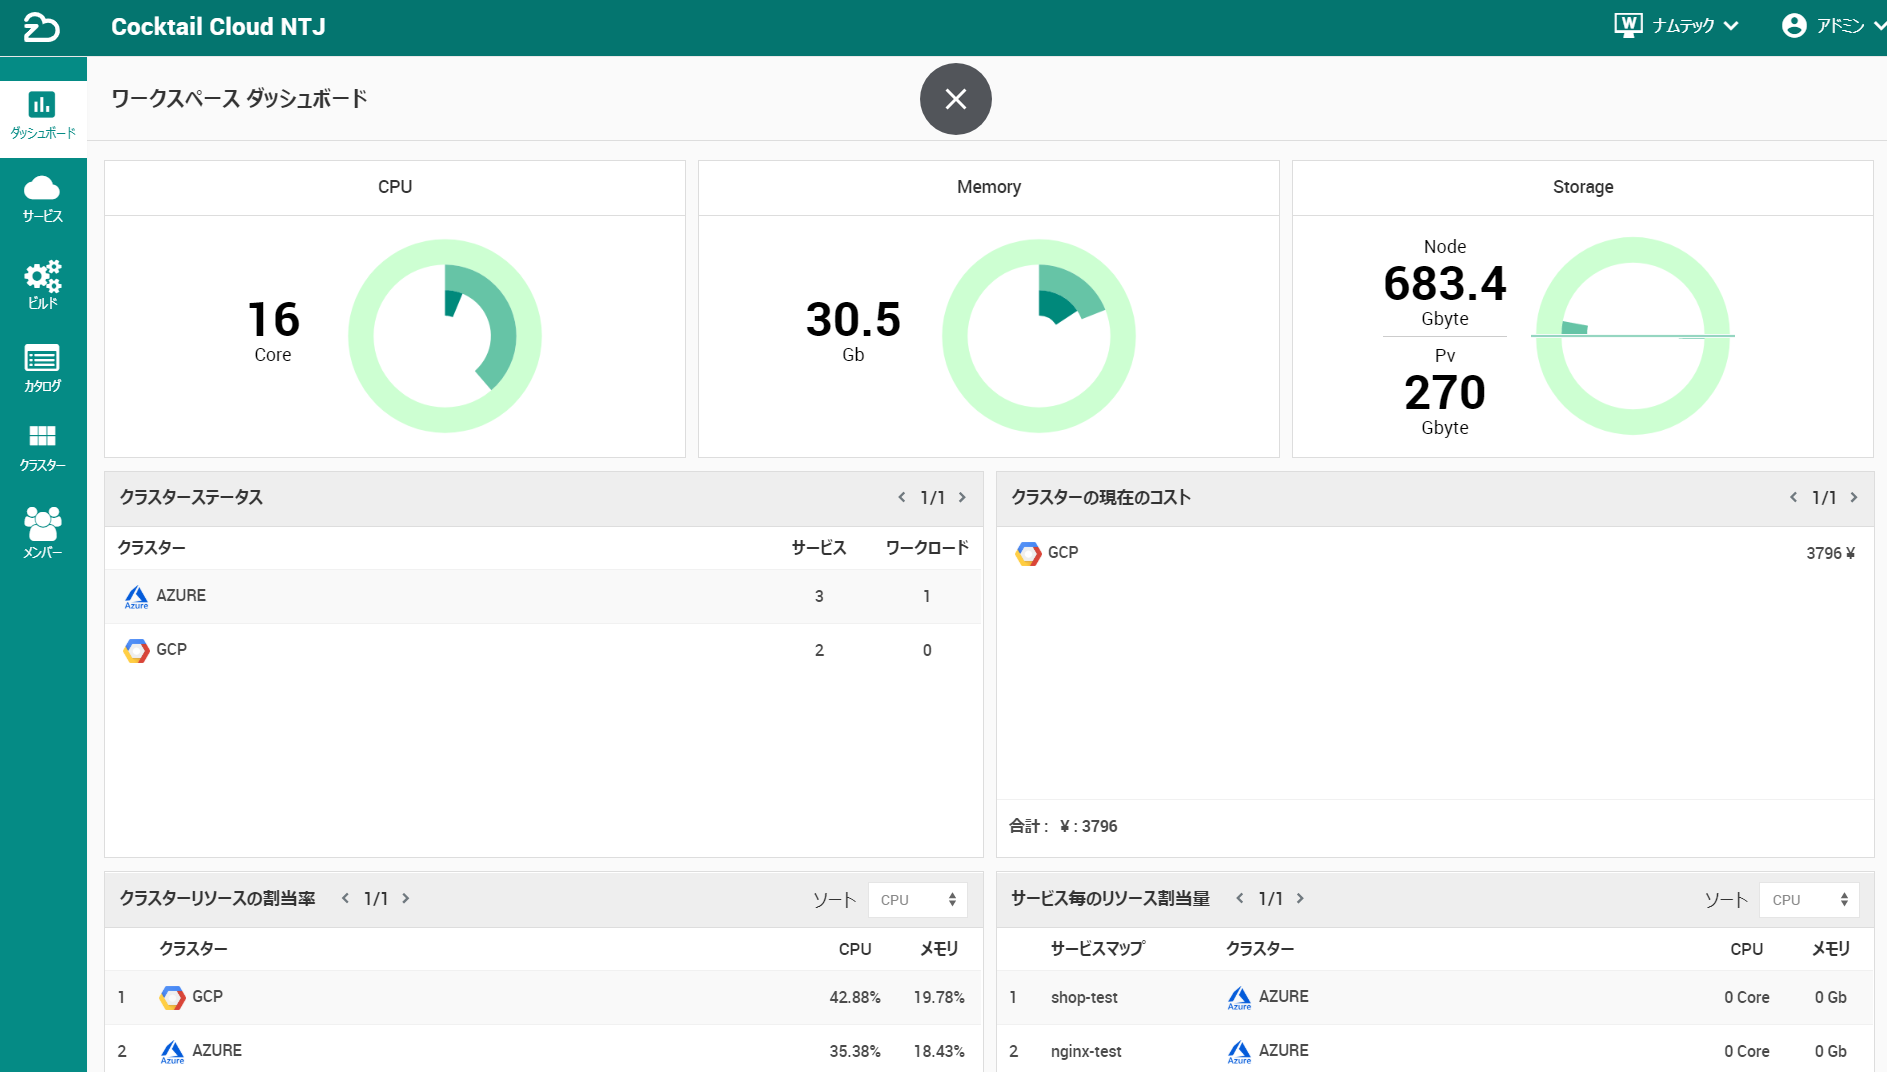 Cocktail Cloud NTJ
W ナムテック
アドミン
ダッシュボード
サービス
ビルド
カタログ
クラスター
メンバー
ワークスペース ダッシュボード
CPU
16
Core
Memory
30.5
Gb
Storage
Node
683.4
Gbyte
Pv
270
Gbyte
クラスターステータス 1/1
クラスター サービス ワークロード
Azure AZURE 3 1
GCP 2 0
クラスターの現在のコスト 1/1
GCP 3796 ¥
合計 : ¥ : 3796
クラスターリソースの割当率 1/1 ソート CPU
クラスター CPU メモリ
1 GCP 42.88% 19.78%
2 Azure AZURE 35.38% 18.43%
サービス毎のリソース割当量 1/1 ソート CPU
サービスマップ クラスター CPU メモリ
1 shop-test Azure AZURE 0 Core 0 Gb
2 nginx-test Azure AZURE 0 Core 0 Gb